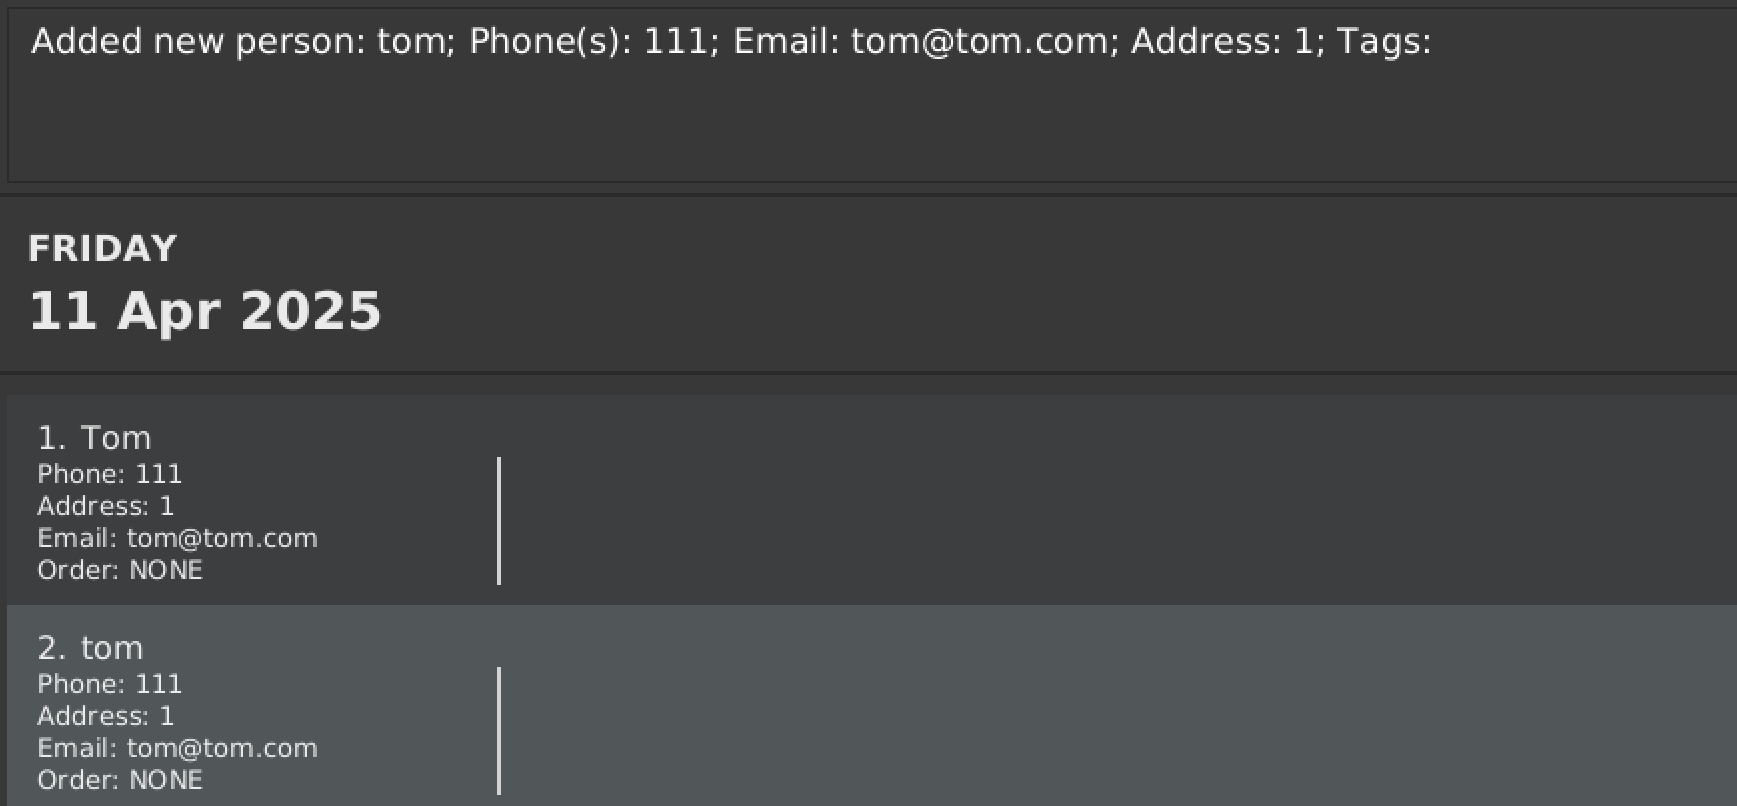 Added new person: tom; Phone(s): 111; Email: tom@tom.com; Address: 1; Tags:
FRIDAY
11 Apr 2025
1. Tom
Phone: 111
Address: 1
Email: tom@tom.com
Order: NONE
2. tom
Phone: 111
Address: 1
Email: tom@tom.com
Order: NONE